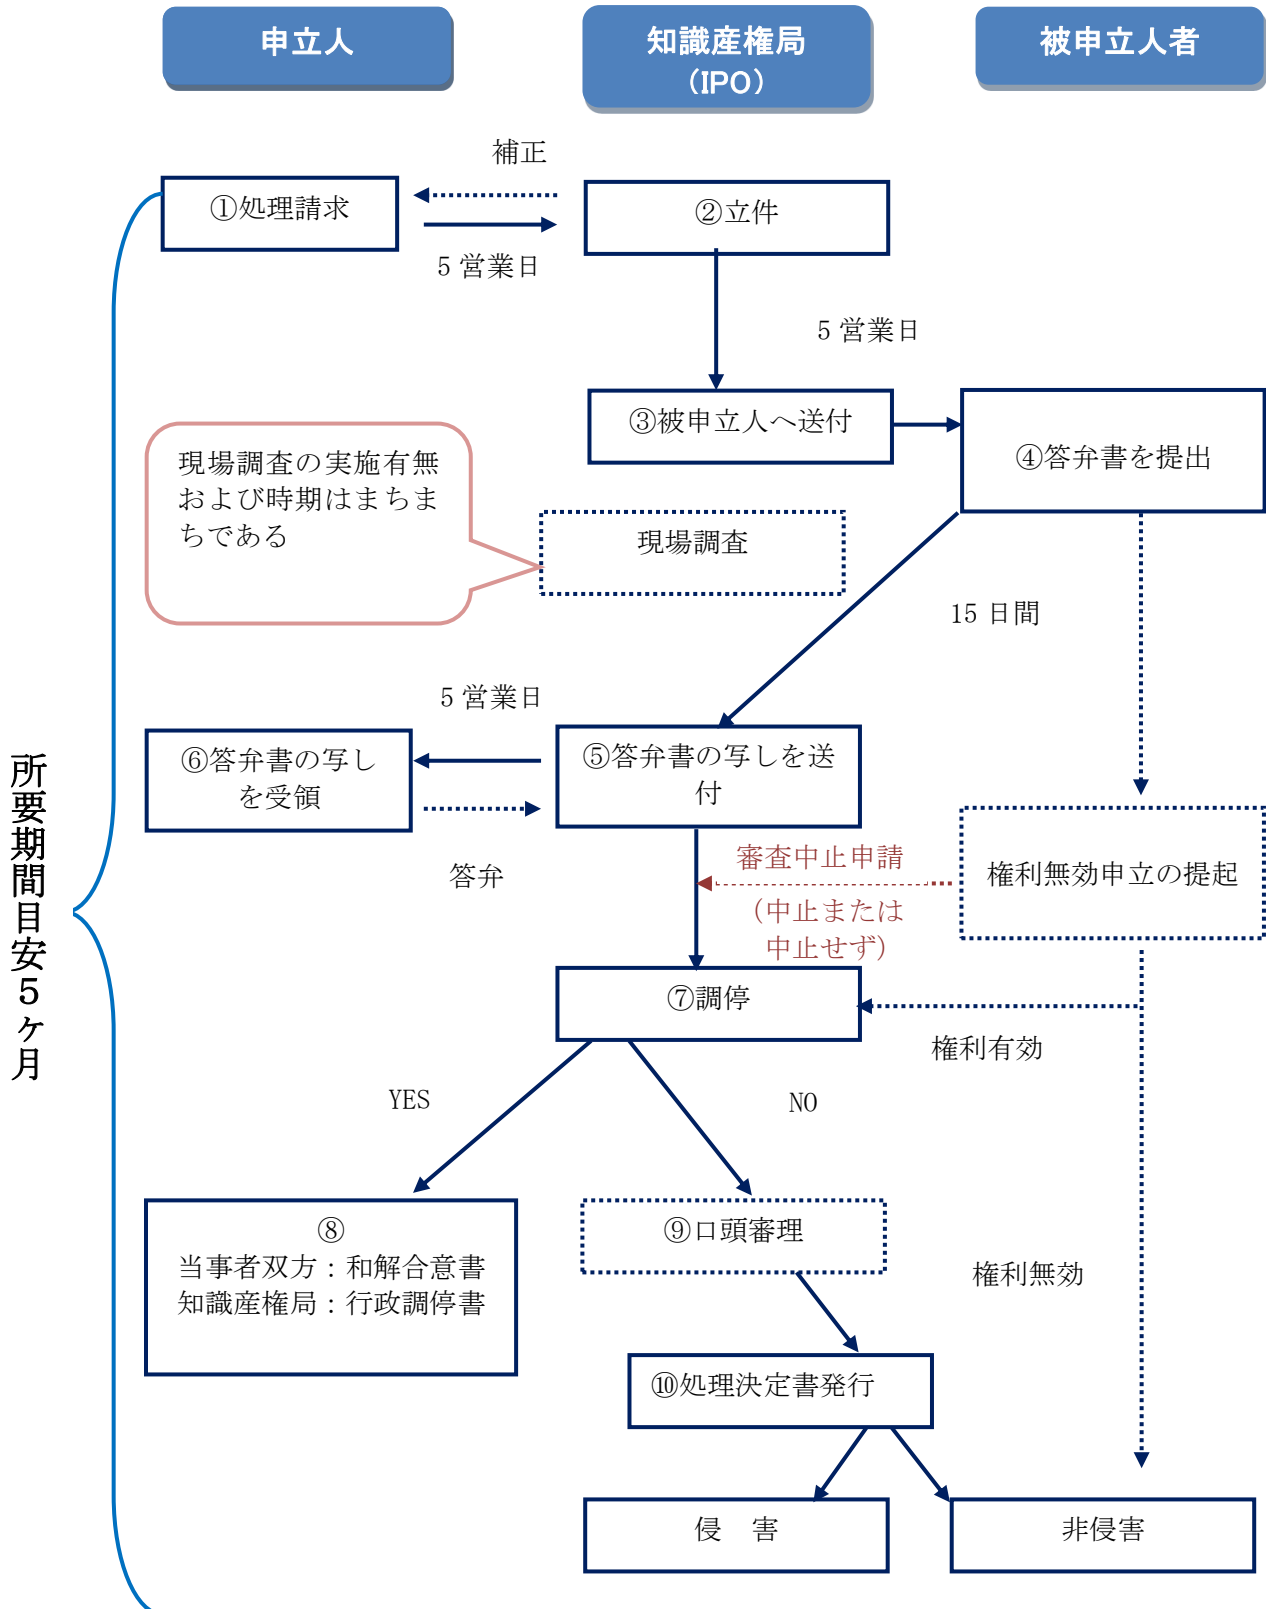 申立人
知識産権局
（IPO）
被申立人者
補正
①処理請求
②立件
5 営業日
5 営業日
③被申立人へ送付
④答弁書を提出
現場調査の実施有無
および時期はまちま
ちである
現場調査
15 日間
5 営業日
⑥答弁書の写し
を受領
⑤答弁書の写しを送
付
答弁
審査中止申請
（中止または
中止せず）
権利無効申立の提起
所要期間目安５ヶ月
⑦調停
権利有効
YES
NO
⑧
当事者双方：和解合意書
知識産権局：行政調停書
⑨口頭審理
権利無効
⑩処理決定書発行
侵　害
非侵害